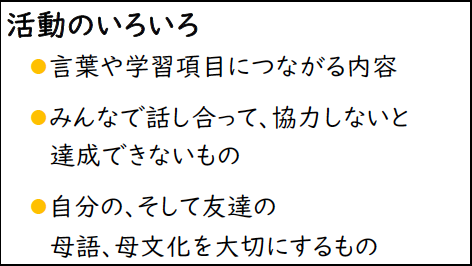 活動のいろいろ
●言葉や学習項目につながる内容
●みんなで話し合って、協力しないと
達成できないもの
●自分の、そして友達の
母語、母文化を大切にするもの